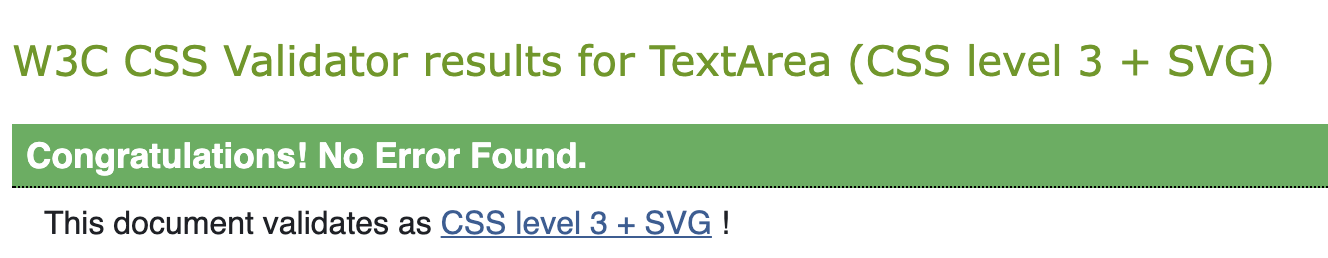 W3C CSS Validator results for TextArea (CSS level 3 + SVG)
Congratulations! No Error Found.
This document validates as CSS level 3 + SVG !